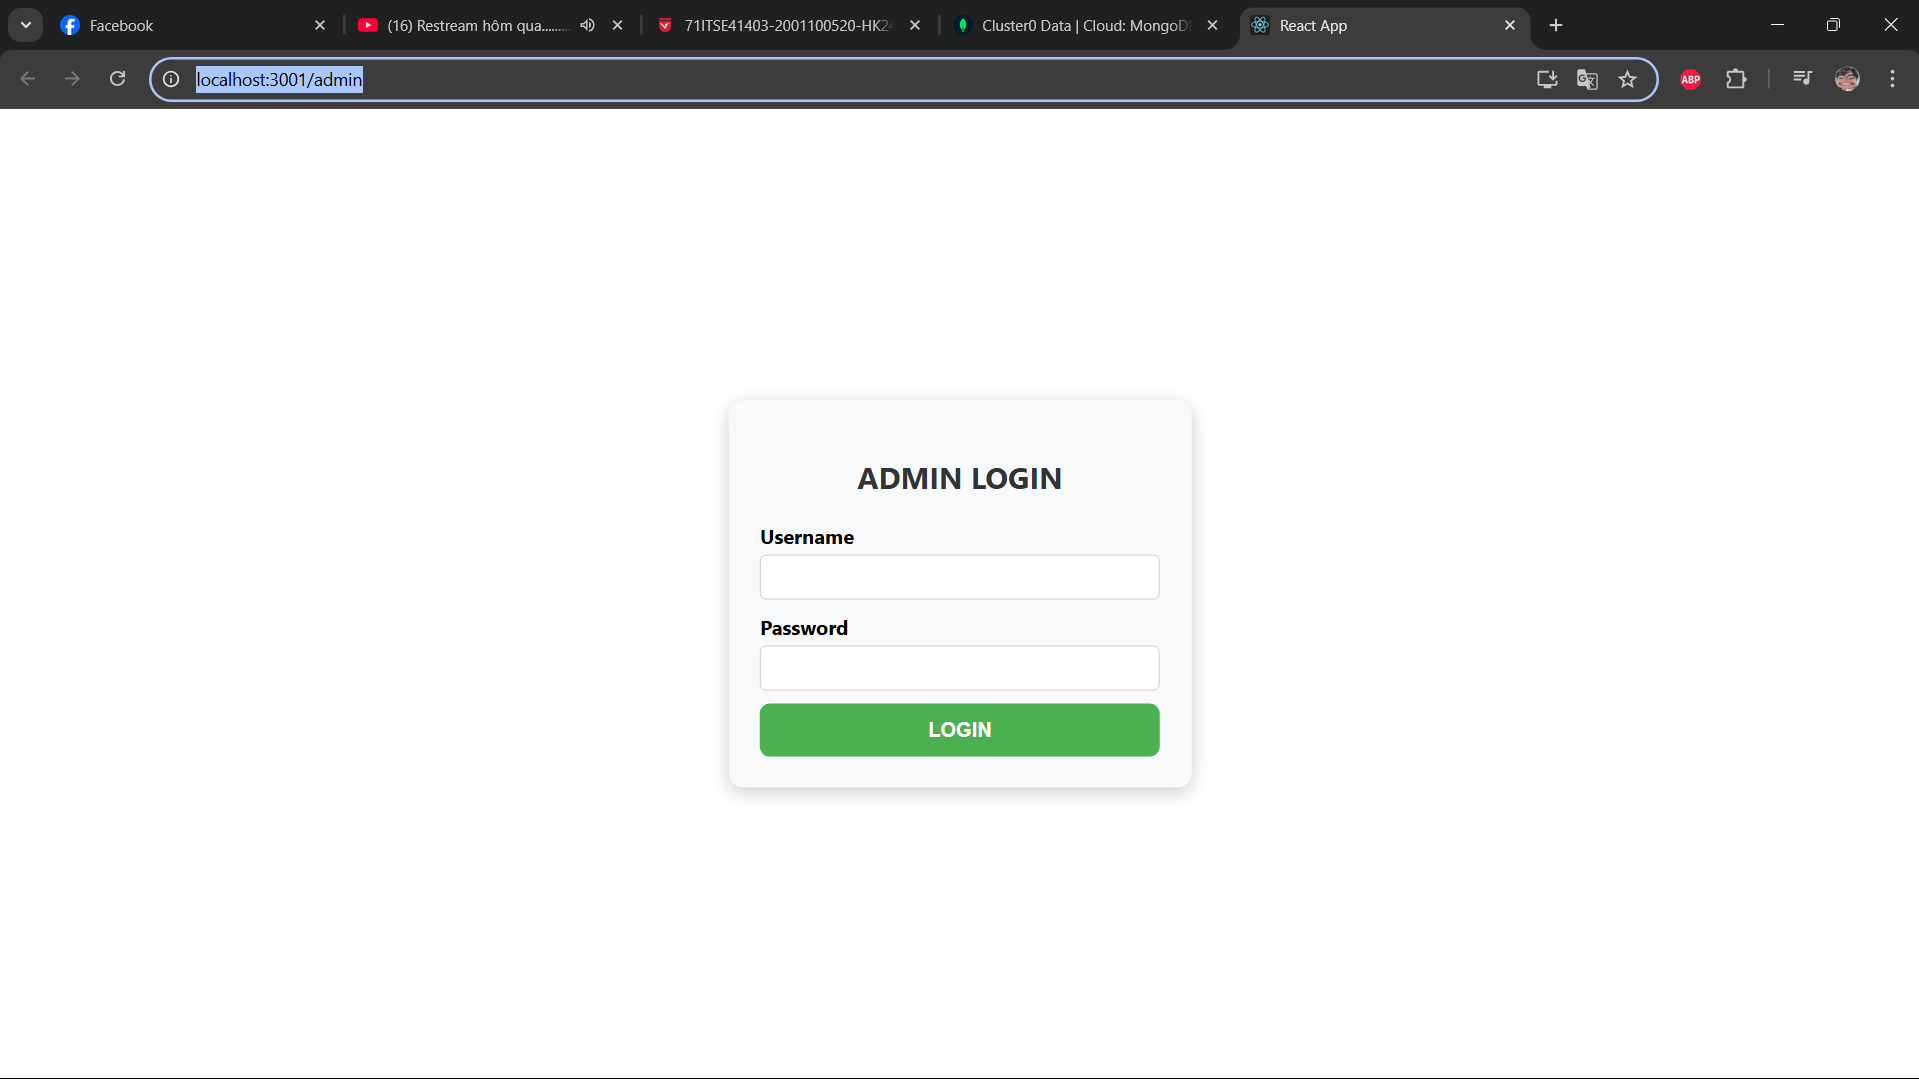 Facebook
(16) Restream hôm qua.........
71ITSE41403-2001100520-HK24
Cluster0 Data | Cloud: MongoD
React App
localhost:3001/admin
ABP
ADMIN LOGIN
Username
Password
LOGIN